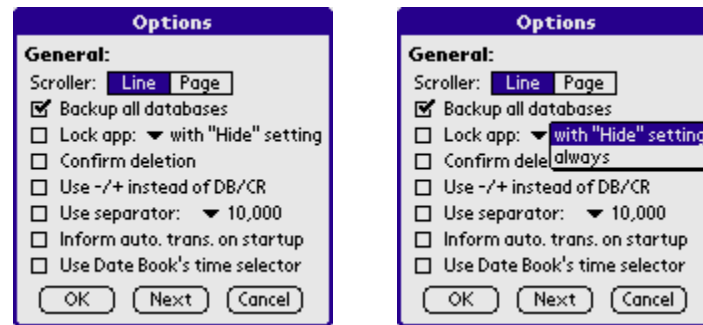 Options
General:
Scroller: Line Page
Backup all databases
Lock app: with "Hide" setting
Confirm deletion
Use -/+ instead of DB/CR
Use separator: 10,000
Inform auto. trans. on startup
Use Date Book's time selector
OK Next Cancel
Options
General:
Scroller: Line Page
Backup all databases
Lock app: with "Hide" setting
Confirm dele always
Use -/+ instead of DB/CR
Use separator: 10,000
Inform auto. trans. on startup
Use Date Book's time selector
OK Next Cancel